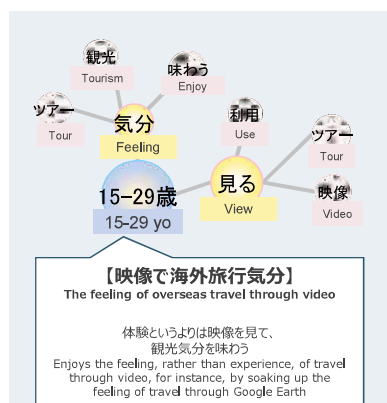 観光
Tourism
味わう
Enjoy
ツアー
Tour
気分
Feeling
利用
Use
ツアー
Tour
15−29歳
15-29 yo
見る
View
映像
Video
【映像で海外旅行気分】
The feeling of overseas travel through video
体験というよりは映像を見て、
観光気分を味わう
Enjoys the feeling, rather than experience, of travel
through video, for instance, by soaking up the
feeling of travel through Google Earth